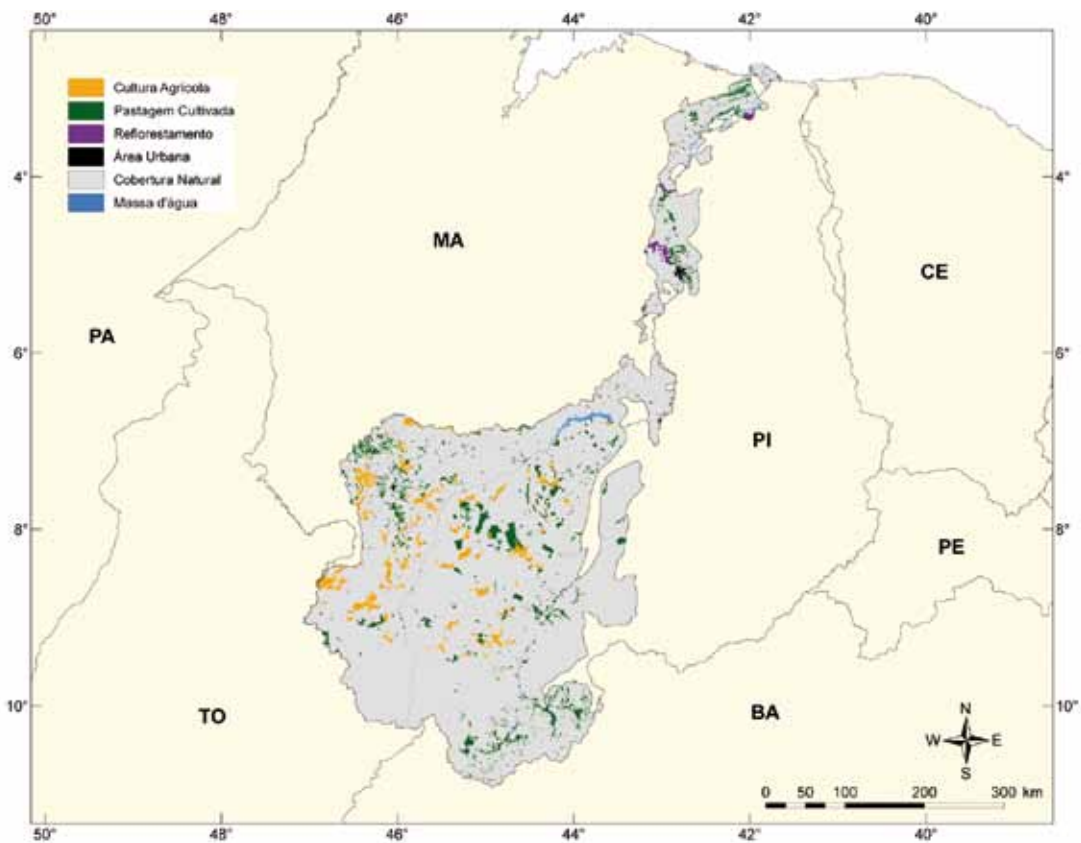 50° 48° 46° 44° 42° 40°
Cultura Agrícola
Pastagem Cultivada
Reflorestamento
Área Urbana
Cobertura Natural
Massa d'água
4° 4°
MA
CE
PA
6° 6°
PI
8° 8°
PE
10° 10°
TO
BA
N
W E
S
0 50 100 200 300 km
50° 48° 46° 44° 42° 40°